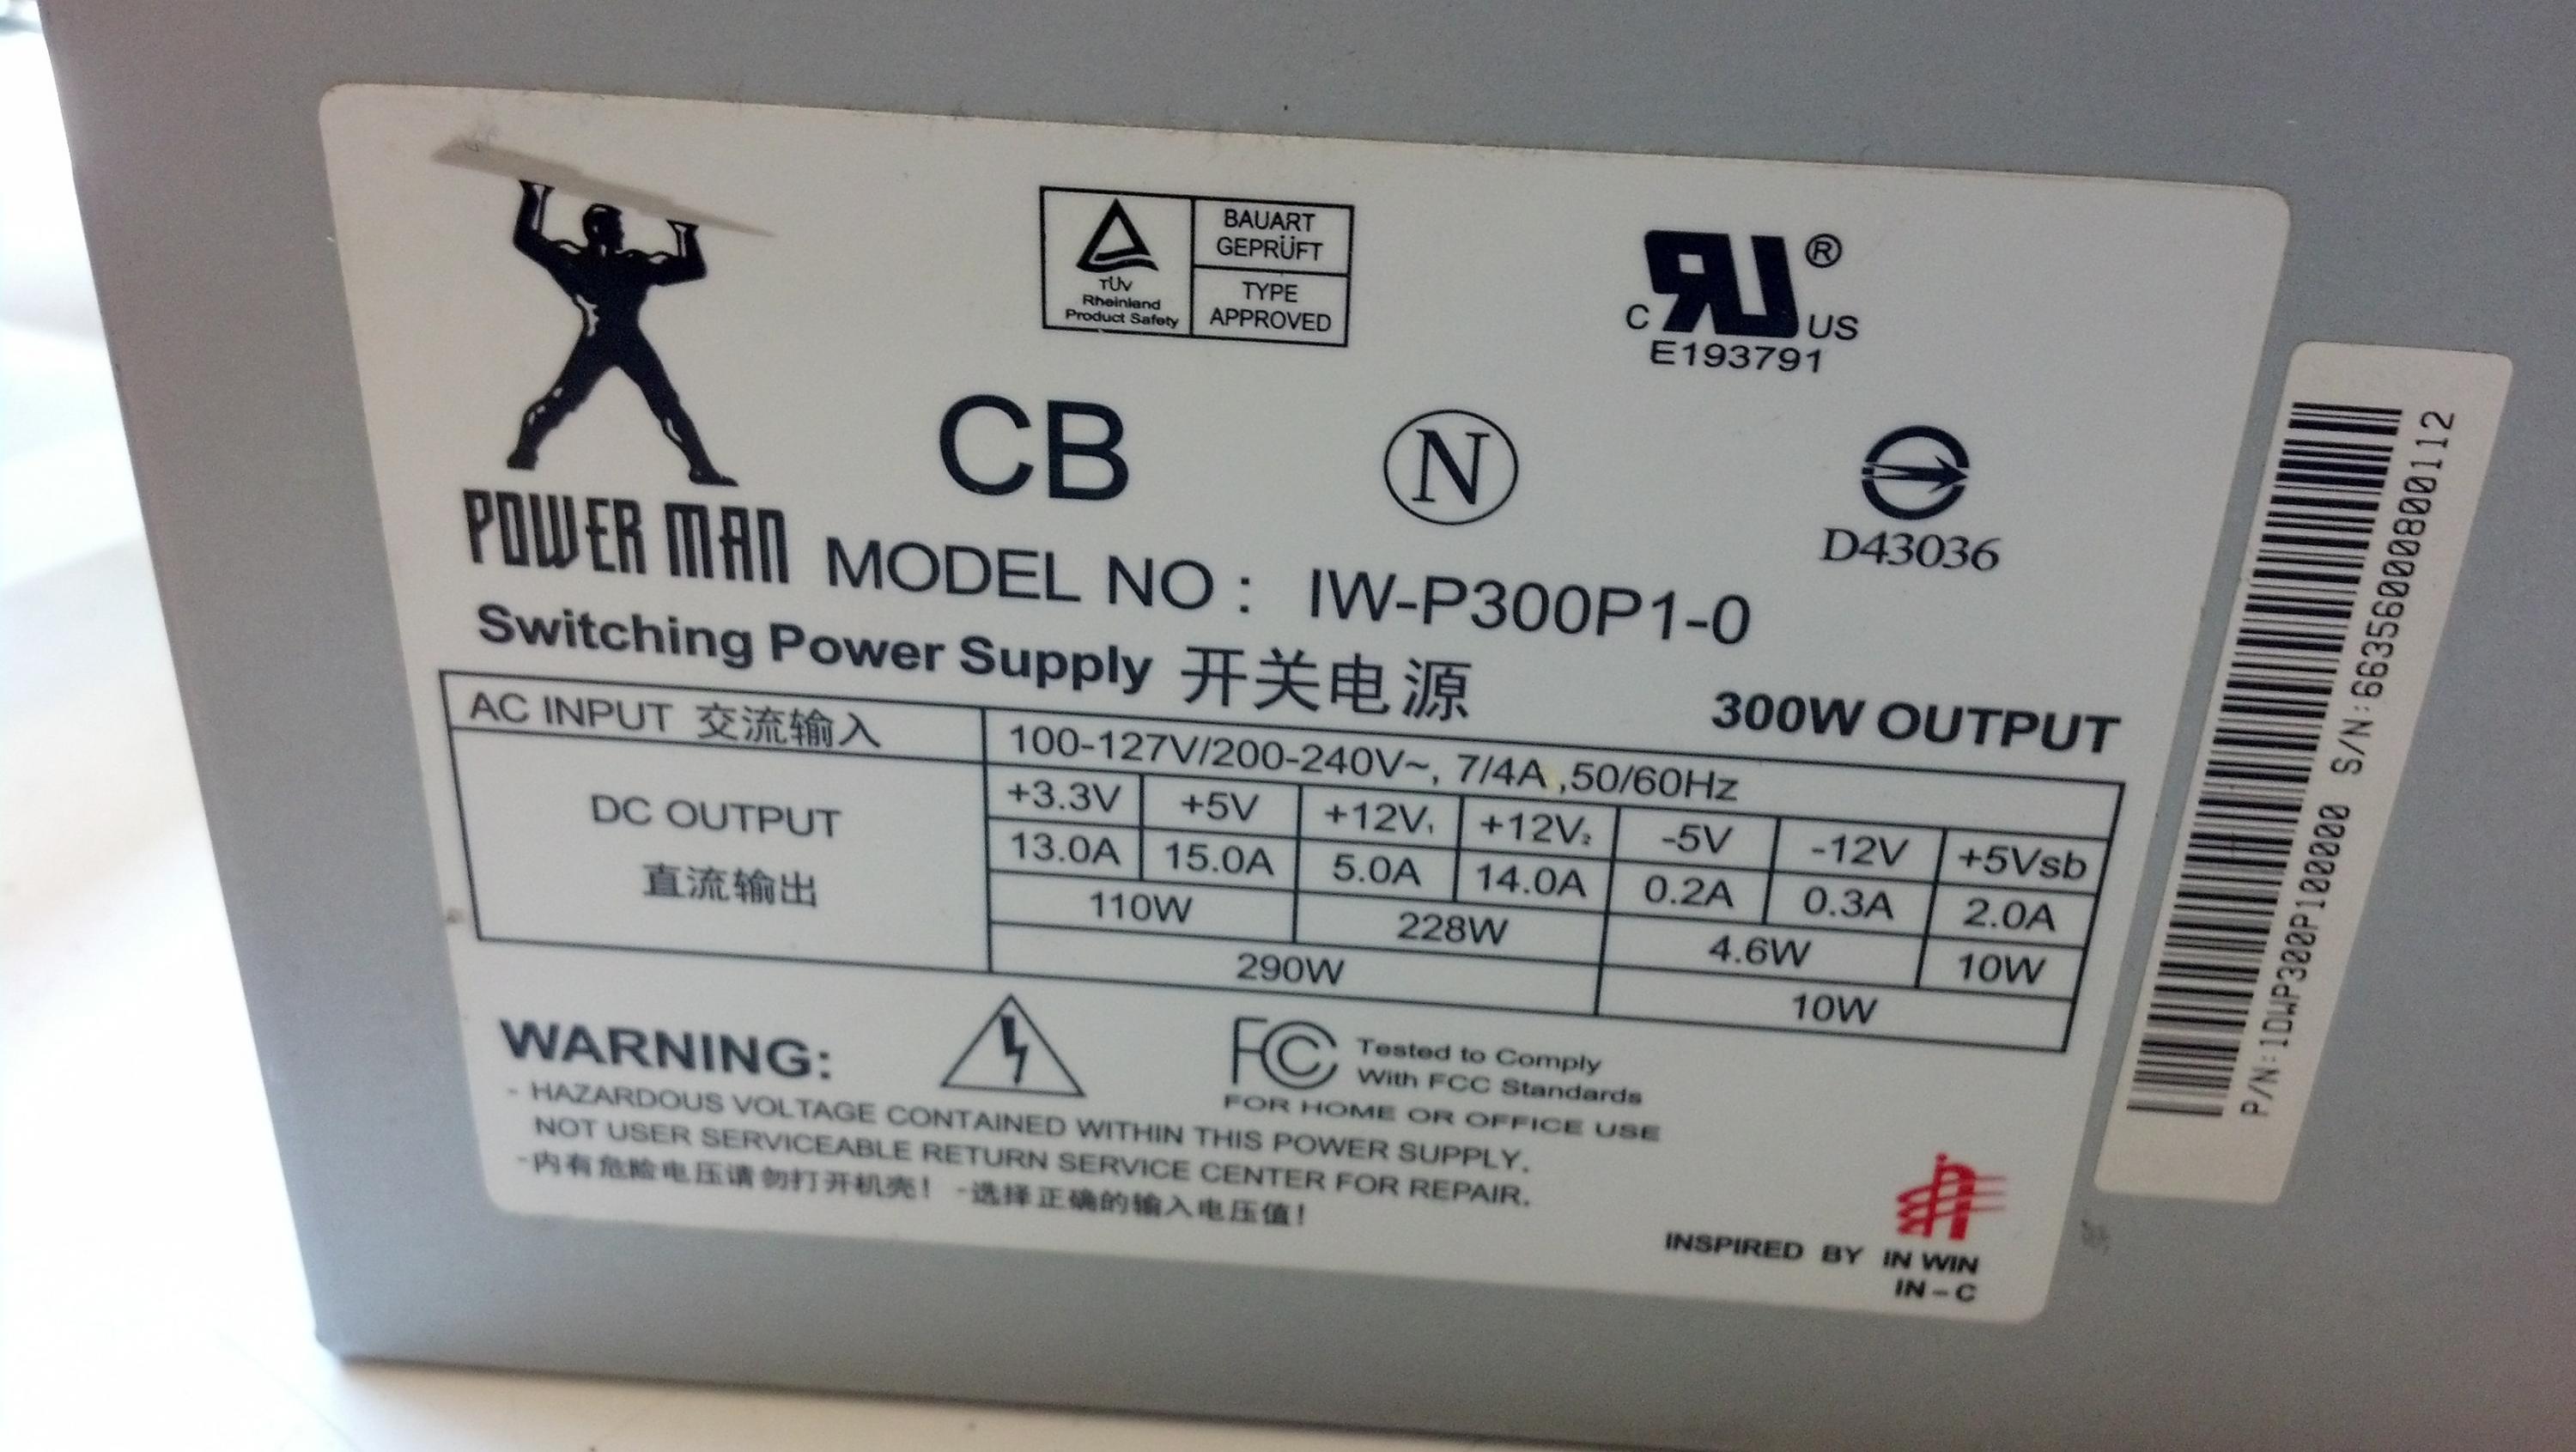 TÜV
Rheinland
Product Safety
BAUART
GEPRÜFT
TYPE
APPROVED
RU®
C US
E193791
POWER MAN
CB
N
D43036
MODEL NO : IW-P300P1-0
Switching Power Supply 开关电源
300W OUTPUT
AC INPUT 交流输入 100-127V/200-240V~, 7/4A ,50/60Hz
DC OUTPUT
直流输出
+3.3V +5V +12V₁ +12V₂ -5V -12V +5Vsb
13.0A 15.0A 5.0A 14.0A 0.2A 0.3A 2.0A
110W 228W 4.6W 10W
290W 10W
WARNING:
FC Tested to Comply
With FCC Standards
FOR HOME OR OFFICE USE
- HAZARDOUS VOLTAGE CONTAINED WITHIN THIS POWER SUPPLY.
NOT USER SERVICEABLE RETURN SERVICE CENTER FOR REPAIR.
-内有危险电压请勿打开机壳! -选择正确的输入电压值!
INSPIRED BY IN WIN
IN-C
P/N:1DWP300P100000 S/N:66356000800112